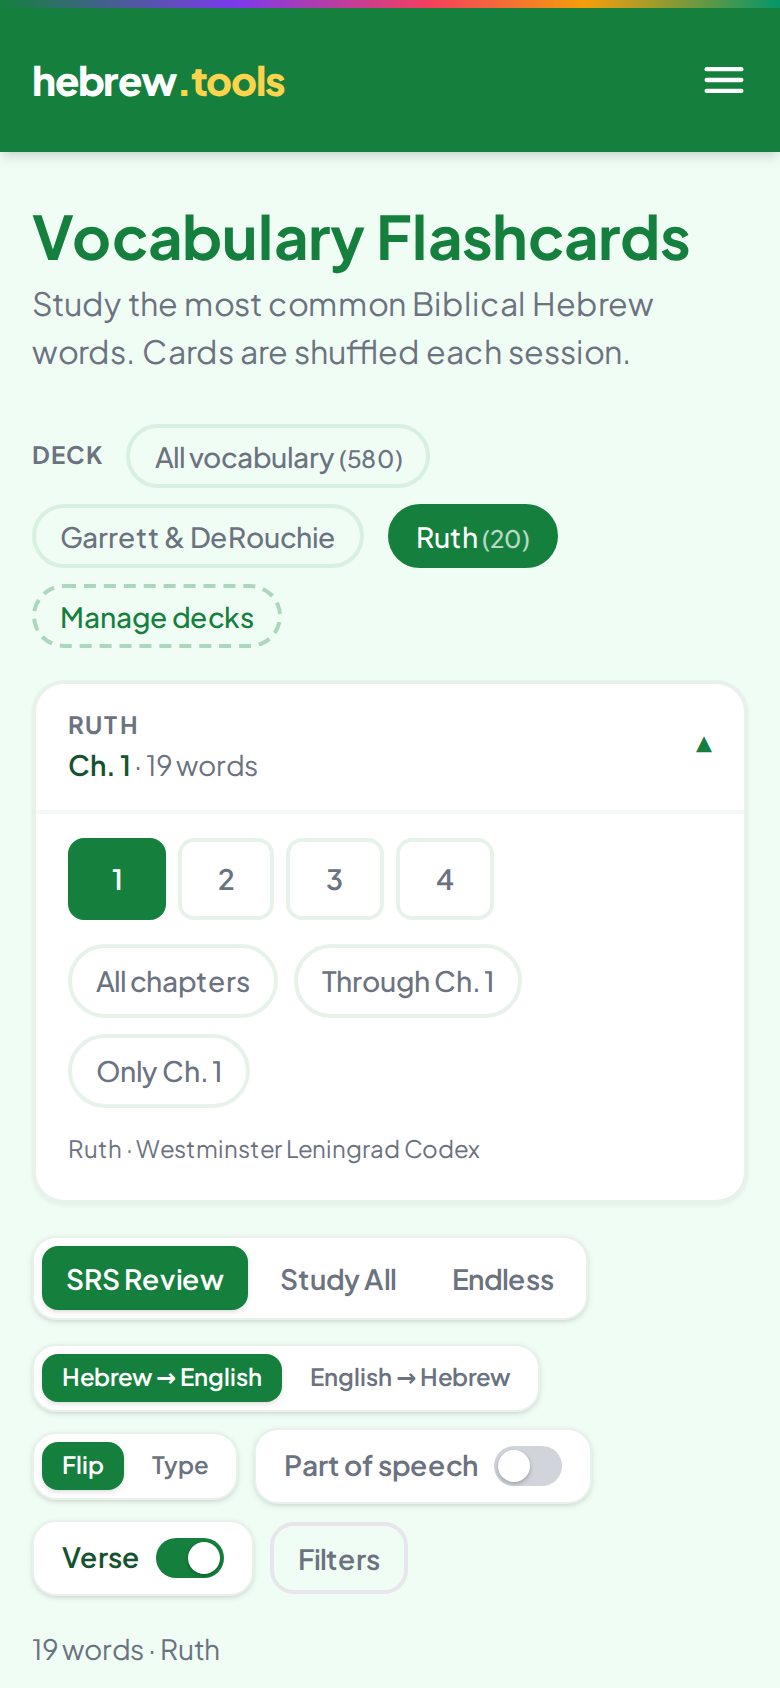 hebrew.tools
Vocabulary Flashcards
Study the most common Biblical Hebrew
words. Cards are shuffled each session.
DECK All vocabulary (580)
Garrett & DeRouchie Ruth (20)
Manage decks
RUTH
Ch. 1 · 19 words
▲
1 2 3 4
All chapters Through Ch. 1
Only Ch. 1
Ruth · Westminster Leningrad Codex
SRS Review Study All Endless
Hebrew → English English → Hebrew
Flip Type Part of speech
Verse Filters
19 words · Ruth